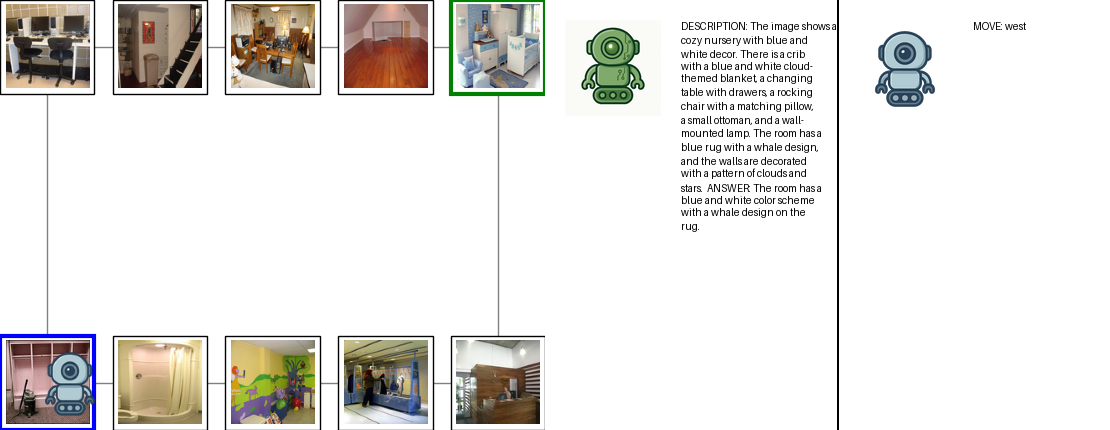 DESCRIPTION: The image shows a
cozy nursery with blue and
white decor. There is a crib
with a blue and white cloud-
themed blanket, a changing
table with drawers, a rocking
chair with a matching pillow,
a small ottoman, and a wall-
mounted lamp. The room has a
blue rug with a whale design,
and the walls are decorated
with a pattern of clouds and
stars. ANSWER: The room has a
blue and white color scheme
with a whale design on the
rug.
MOVE: west